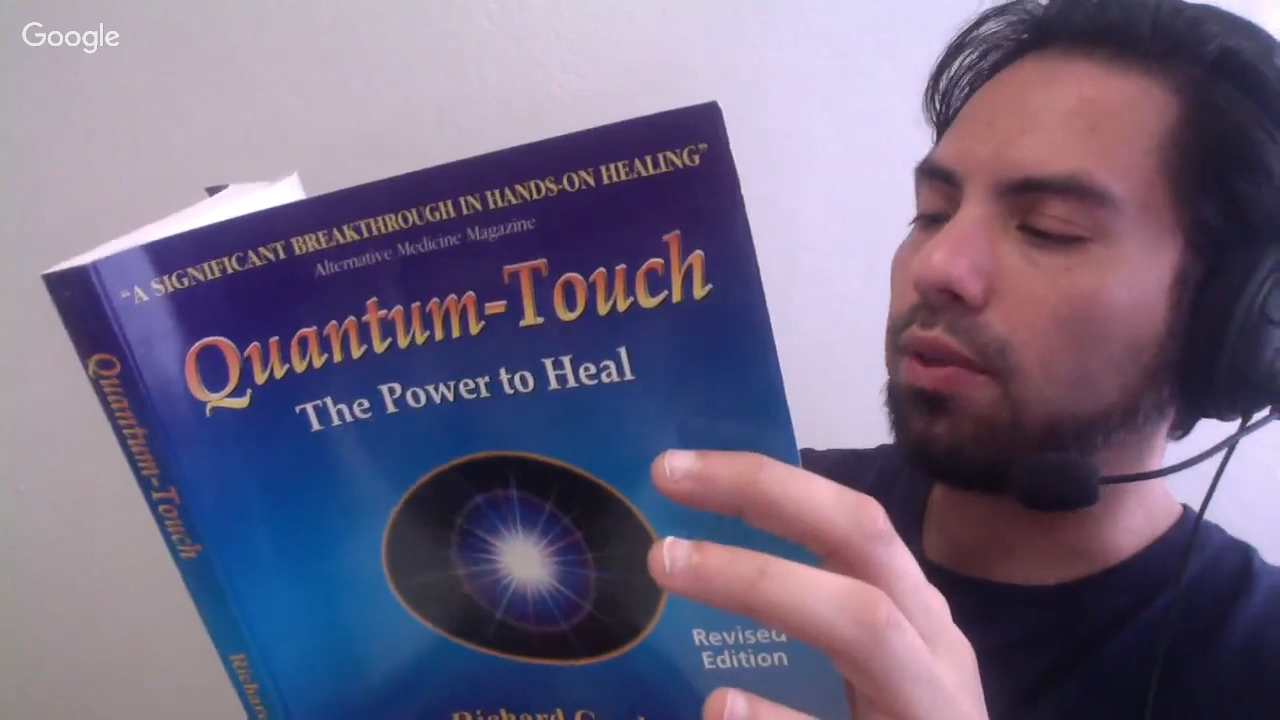 Google
"A SIGNIFICANT BREAKTHROUGH IN HANDS-ON HEALING"
Alternative Medicine Magazine
Quantum-Touch
The Power to Heal
Revised
Edition
Richard
Quantum-Touch